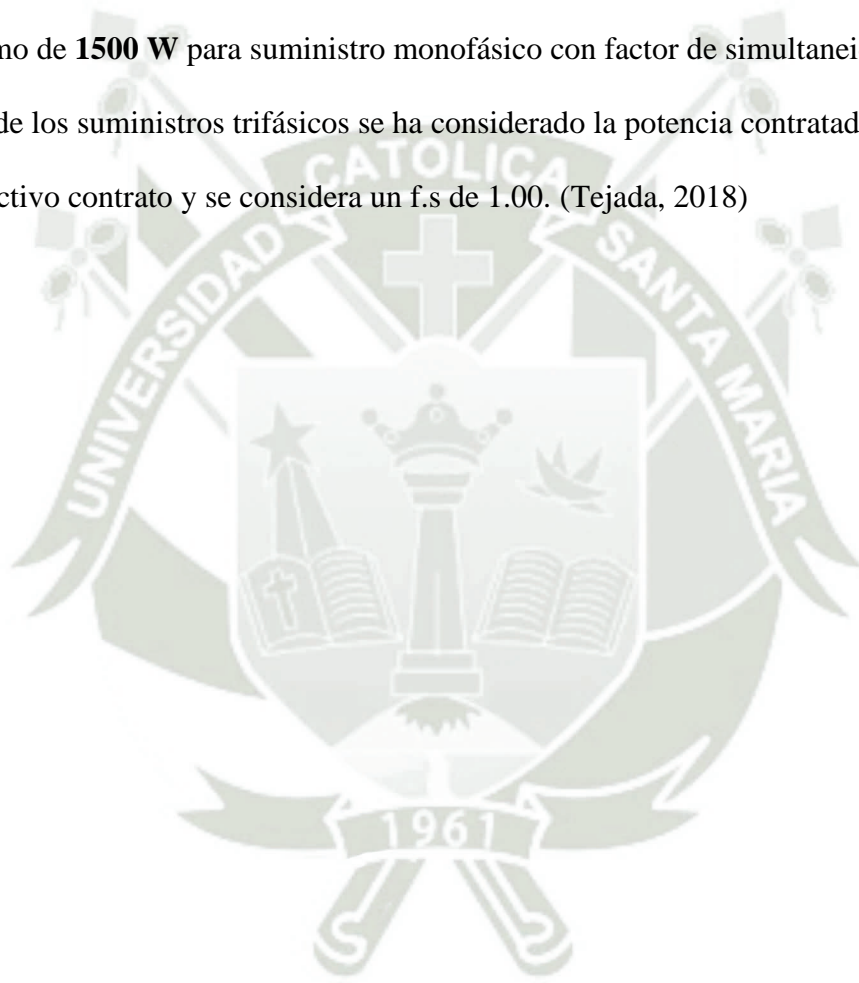 no de 1500 W para suministro monofásico con factor de simultanei
de los suministros trifásicos se ha considerado la potencia contratad
ctivo contrato y se considera un f.s de 1.00. (Tejada, 2018)
UNIVERSIDAD CATOLICA SANTA MARIA
1961